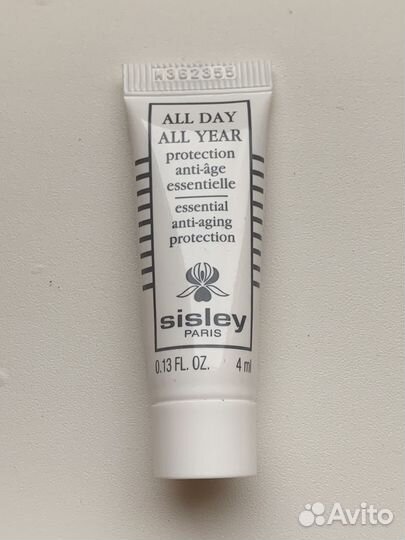 W362355
ALL DAY
ALL YEAR
protection
anti-âge
essentielle
essential
anti-aging
protection
sisley
PARIS
0.13 FL. OZ. 4 ml
Avito